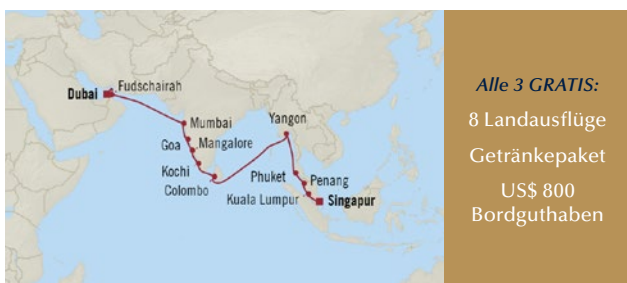 Fudschairah
Dubai
Mumbai
Goa
Mangalore
Kochi
Colombo
Yangon
Phuket
Penang
Kuala Lumpur
Singapur
Alle 3 GRATIS:
8 Landausflüge
Getränkepaket
US$ 800
Bordguthaben